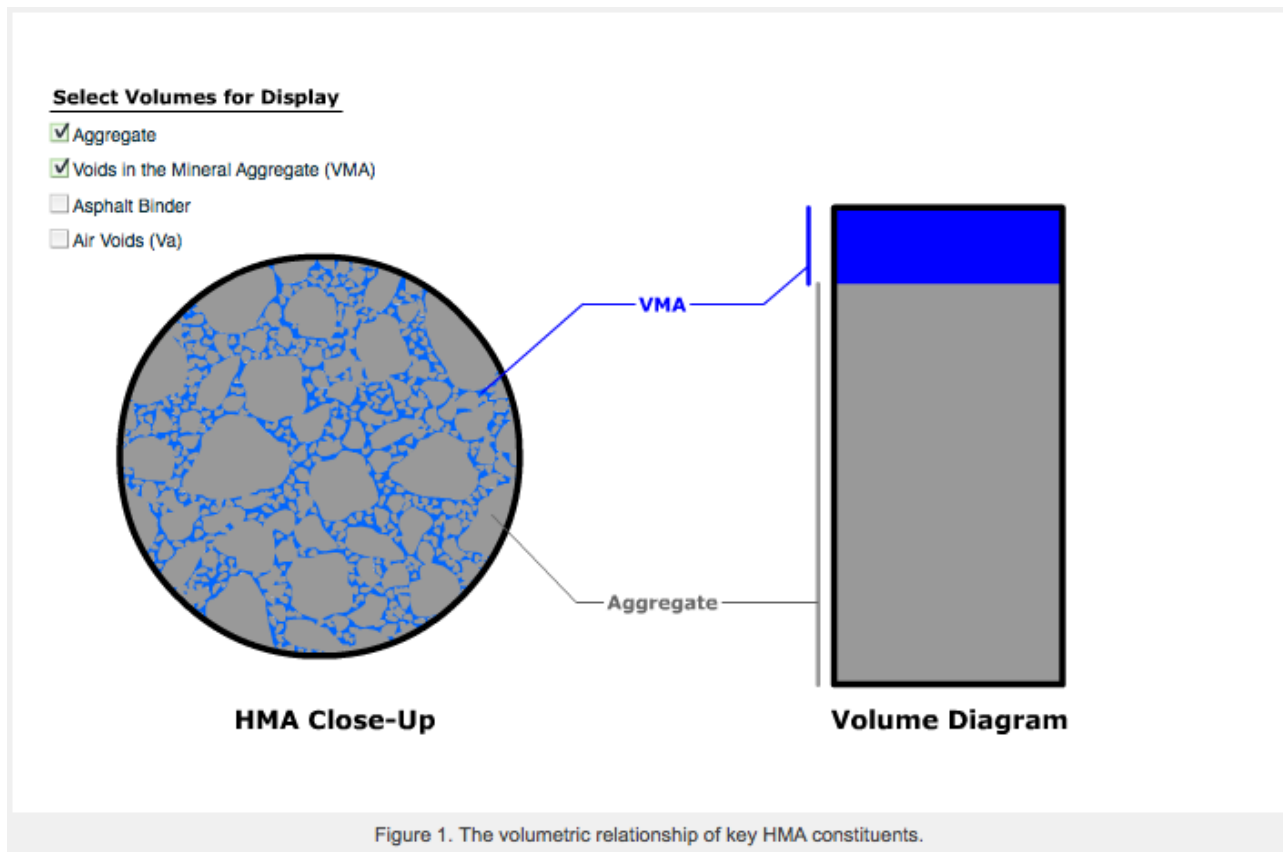 Select Volumes for Display
Aggregate
Voids in the Mineral Aggregate (VMA)
Asphalt Binder
Air Voids (Va)
VMA
Aggregate
HMA Close-Up
Volume Diagram
Figure 1. The volumetric relationship of key HMA constituents.